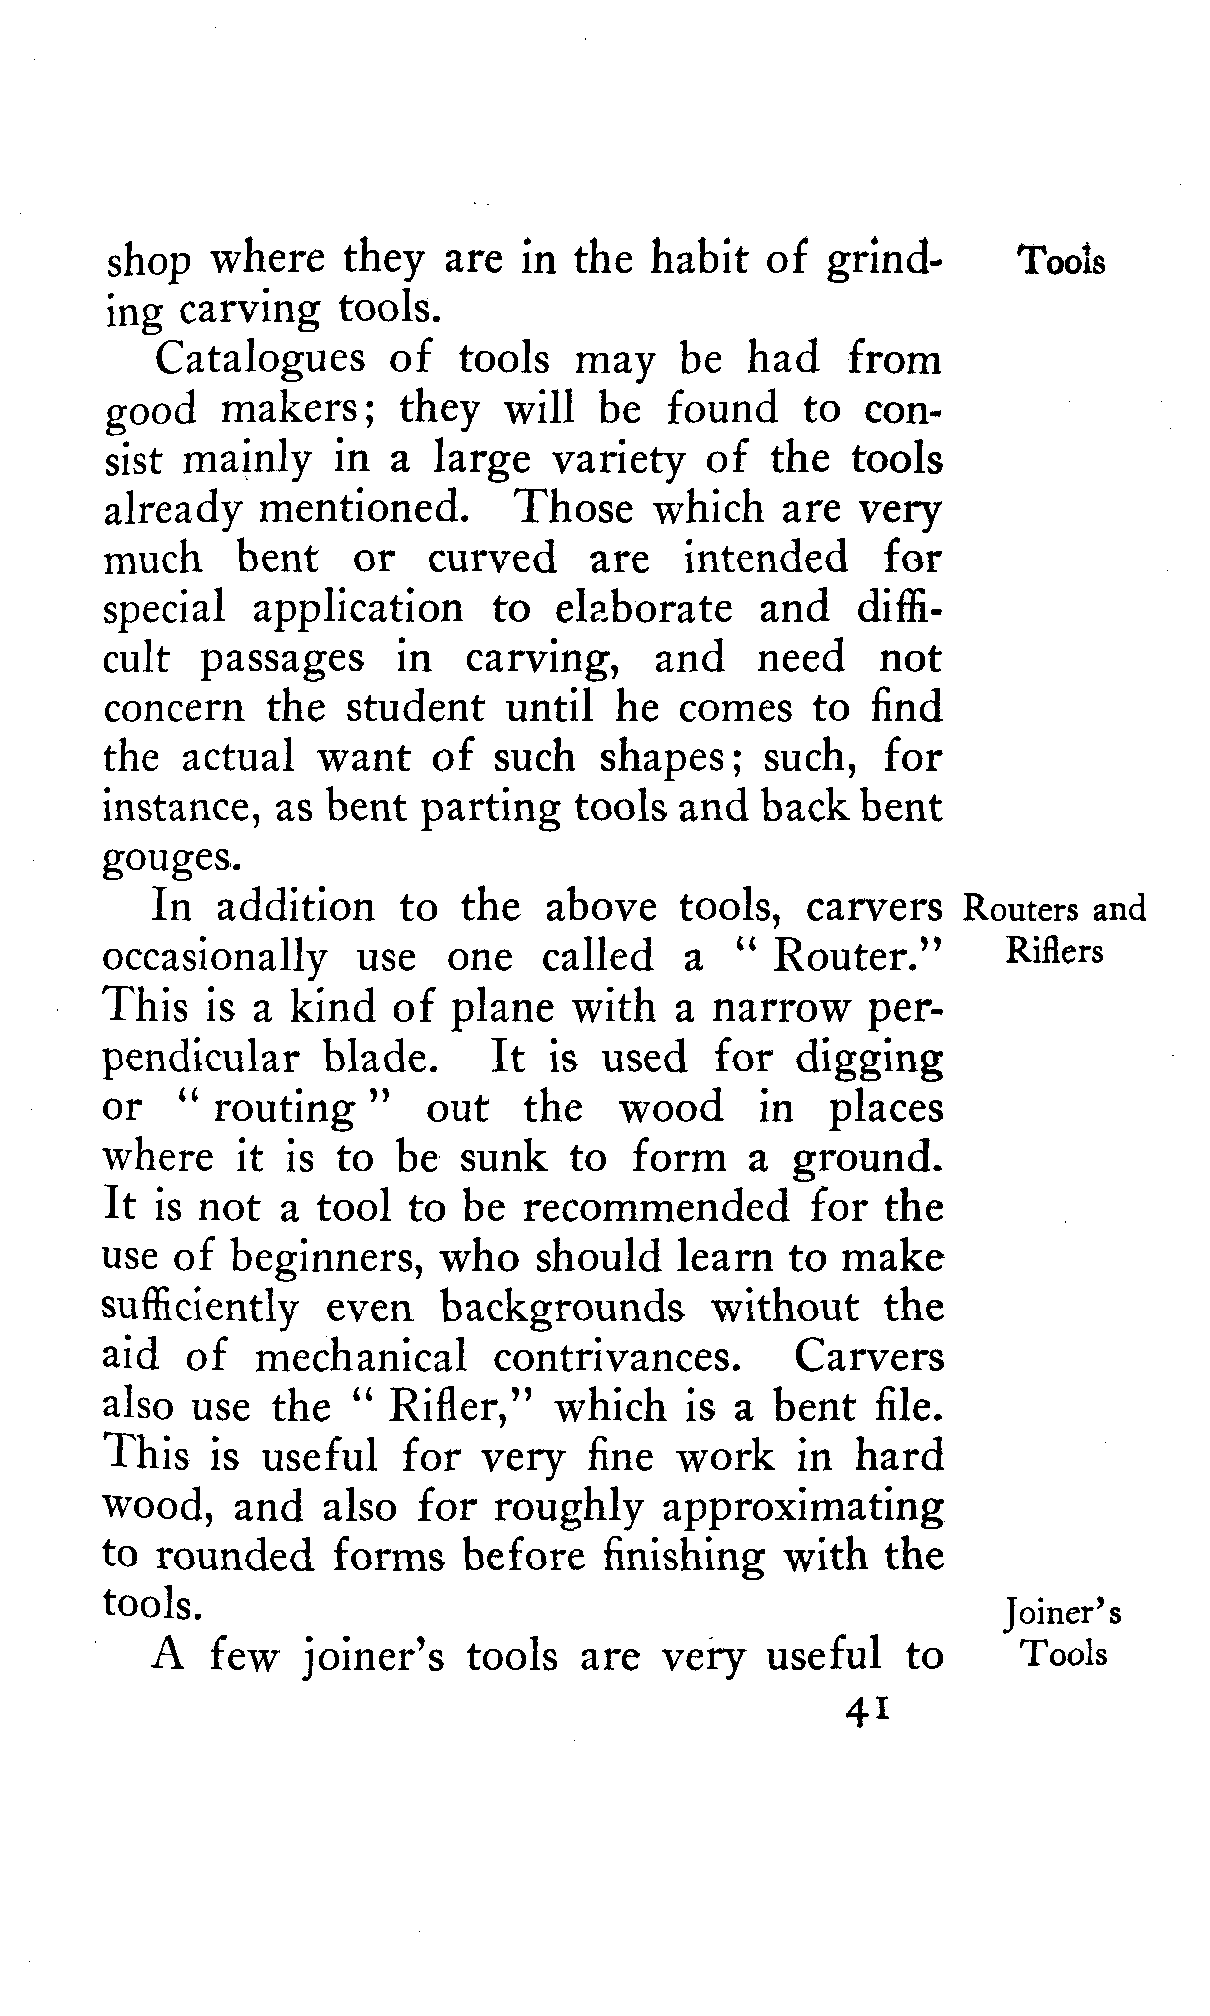 shop where they are in the habit of grind-
Tools
ing carving tools.
Catalogues of tools may be had from
good makers; they will be found to con-
sist mainly in a large variety of the tools
already mentioned. Those which are very
much bent or curved are intended for
special application to elaborate and diffi-
cult passages in carving, and need not
concern the student until he comes to find
the actual want of such shapes; such, for
instance, as bent parting tools and back bent
gouges.
In addition to the above tools, carvers
Routers and
Riflers
occasionally use one called a “ Router.”
This is a kind of plane with a narrow per-
pendicular blade. It is used for digging
or “ routing ” out the wood in places
where it is to be sunk to form a ground.
It is not a tool to be recommended for the
use of beginners, who should learn to make
sufficiently even backgrounds without the
aid of mechanical contrivances. Carvers
also use the “ Rifler,” which is a bent file.
This is useful for very fine work in hard
wood, and also for roughly approximating
to rounded forms before finishing with the
tools.
Joiner’s
Tools
A few joiner’s tools are very useful to
41